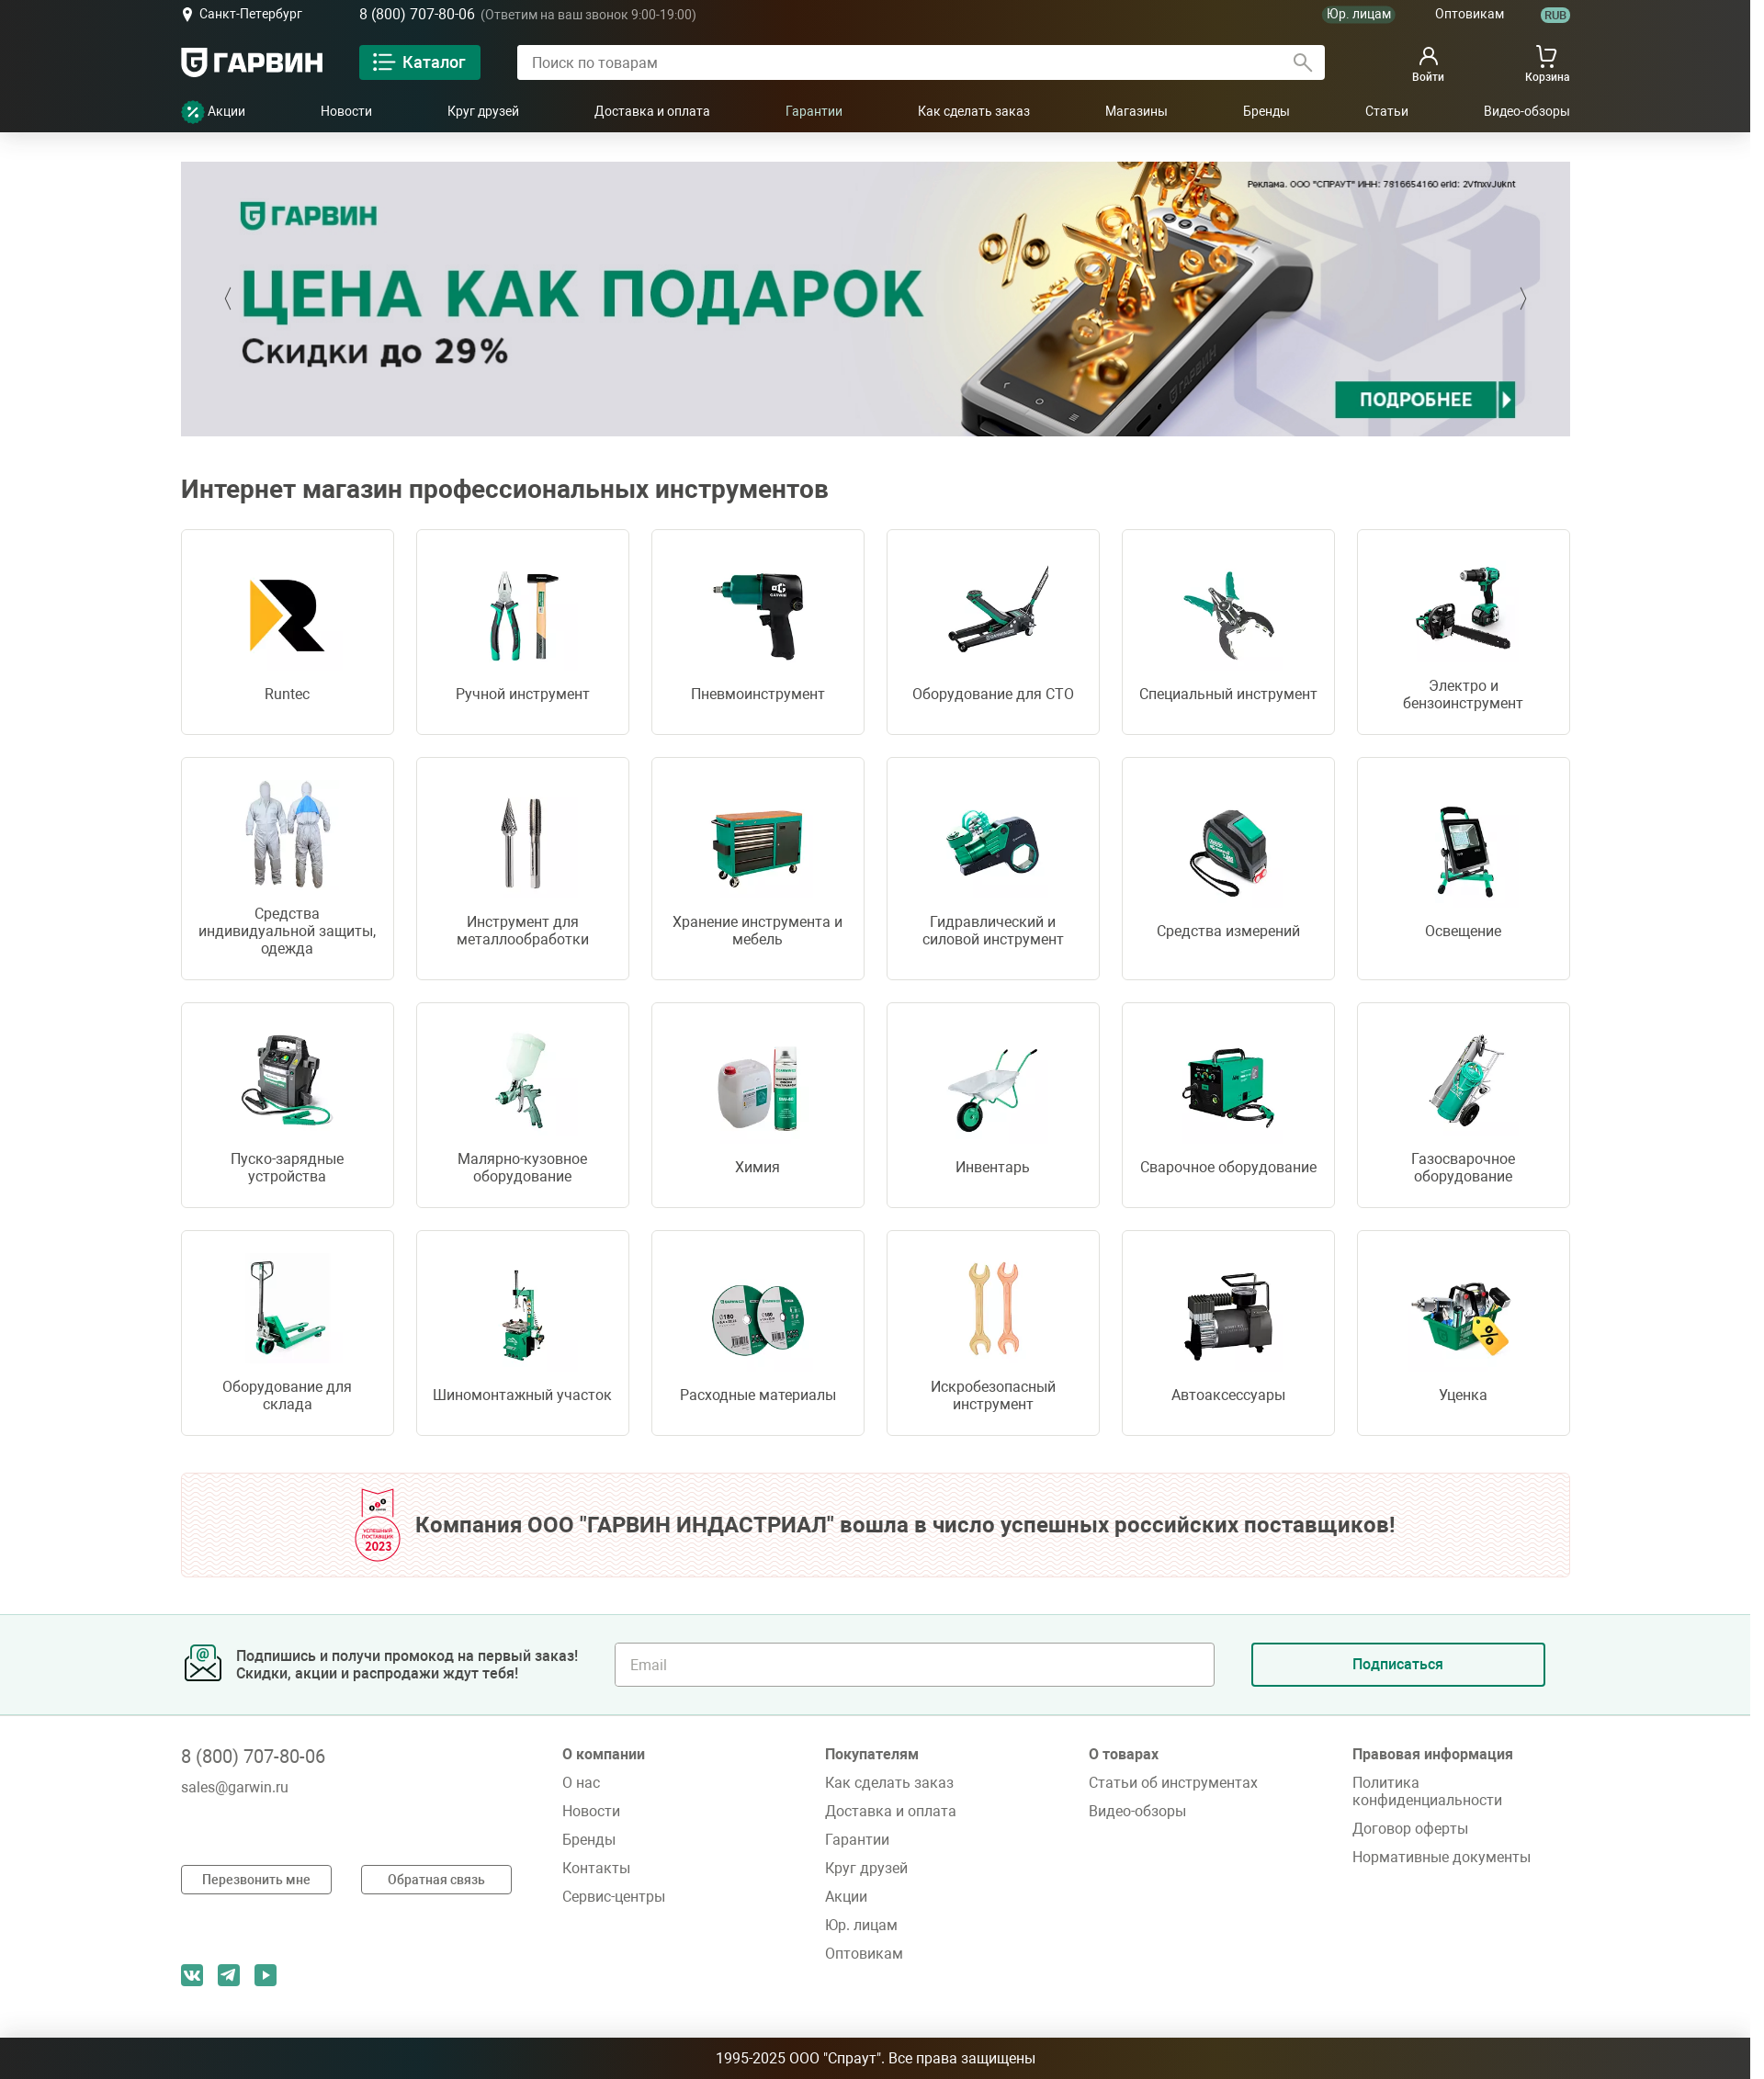 Санкт-Петербург
8 (800) 707-80-06 (Ответим на ваш звонок 9:00-19:00)
Юр. лицам
Оптовикам
RUB
ГАРВИН
Каталог
Поиск по товарам
Войти
Корзина
Акции
Новости
Круг друзей
Доставка и оплата
Гарантии
Как сделать заказ
Магазины
Бренды
Статьи
Видео-обзоры
Реклама. ООО "СПРАУТ" ИНН: 7816654160 erid: 2VfnxvJuknt
ГАРВИН
ЦЕНА КАК ПОДАРОК
Скидки до 29%
ПОДРОБНЕЕ
Интернет магазин профессиональных инструментов
Runtec
Ручной инструмент
Пневмоинструмент
Оборудование для СТО
Специальный инструмент
Электро и
бензоинструмент
Средства
индивидуальной защиты,
одежда
Инструмент для
металлообработки
Хранение инструмента и
мебель
Гидравлический и
силовой инструмент
Средства измерений
Освещение
Пуско-зарядные
устройства
Малярно-кузовное
оборудование
Химия
Инвентарь
Сварочное оборудование
Газосварочное
оборудование
Оборудование для
склада
Шиномонтажный участок
Расходные материалы
Искробезопасный
инструмент
Автоаксессуары
Уценка
УСПЕШНЫЙ
ПОСТАВЩИК
2023
Компания ООО "ГАРВИН ИНДАСТРИАЛ" вошла в число успешных российских поставщиков!
Подпишись и получи промокод на первый заказ!
Скидки, акции и распродажи ждут тебя!
Email
Подписаться
8 (800) 707-80-06
sales@garwin.ru
Перезвонить мне
Обратная связь
О компании
О нас
Новости
Бренды
Контакты
Сервис-центры
Покупателям
Как сделать заказ
Доставка и оплата
Гарантии
Круг друзей
Акции
Юр. лицам
Оптовикам
О товарах
Статьи об инструментах
Видео-обзоры
Правовая информация
Политика
конфиденциальности
Договор оферты
Нормативные документы
1995-2025 ООО "Спраут". Все права защищены